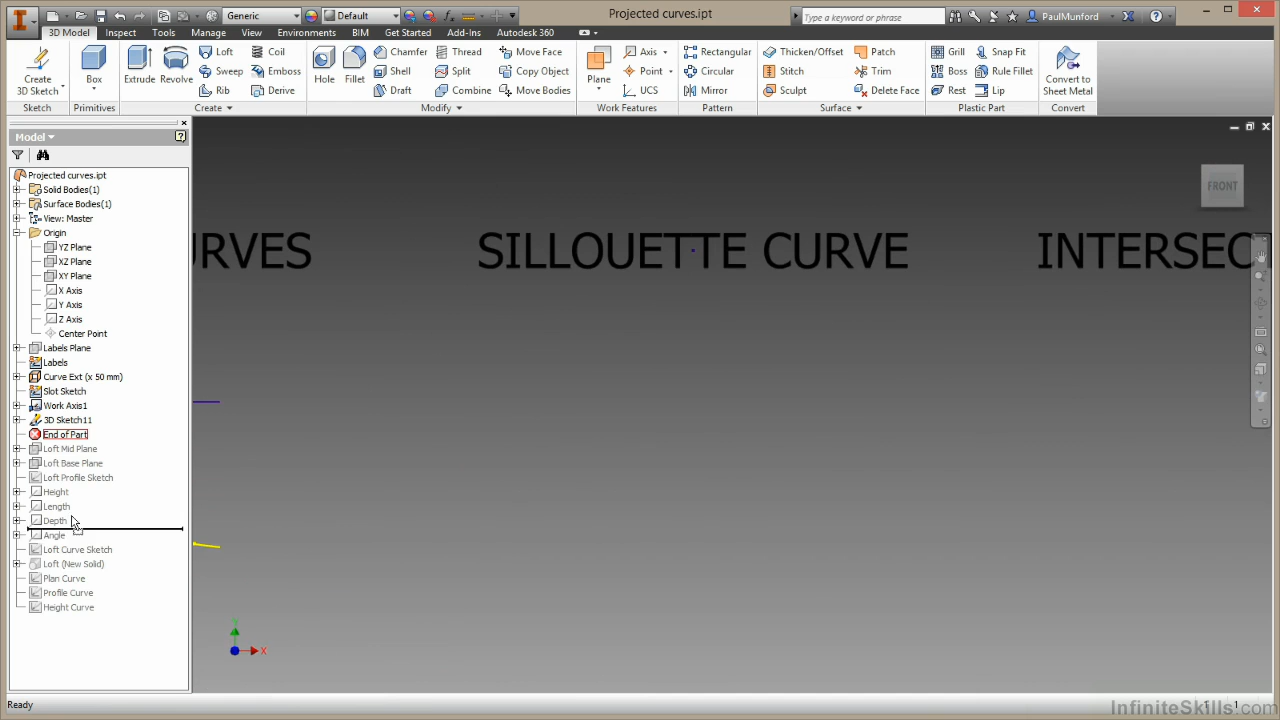 Generic
Default
Projected curves.ipt
Type a keyword or phrase
PaulMunford
3D Model Inspect Tools Manage View Environments BIM Get Started Add-Ins Autodesk 360
Create 3D Sketch
Sketch
Box
Primitives
Extrude Revolve
Loft Coil
Sweep Emboss
Rib Derive
Create
Hole Fillet
Chamfer Thread Move Face
Shell Split Copy Object
Draft Combine Move Bodies
Modify
Plane
Axis
Point
UCS
Work Features
Rectangular
Circular
Mirror
Pattern
Thicken/Offset Patch
Stitch Trim
Sculpt Delete Face
Surface
Grill Snap Fit
Boss Rule Fillet
Rest Lip
Plastic Part
Convert to Sheet Metal
Convert
Model
Projected curves.ipt
Solid Bodies(1)
Surface Bodies(1)
View: Master
Origin
YZ Plane
XZ Plane
XY Plane
X Axis
Y Axis
Z Axis
Center Point
Labels Plane
Labels
Curve Ext (x 50 mm)
Slot Sketch
Work Axis1
3D Sketch11
End of Part
Loft Mid Plane
Loft Base Plane
Loft Profile Sketch
Height
Length
Depth
Angle
Loft Curve Sketch
Loft (New Solid)
Plan Curve
Profile Curve
Height Curve
FRONT
URVES SILLOUETTE CURVE INTERSEC
Y
X
Ready
1 1
InfiniteSkills.com